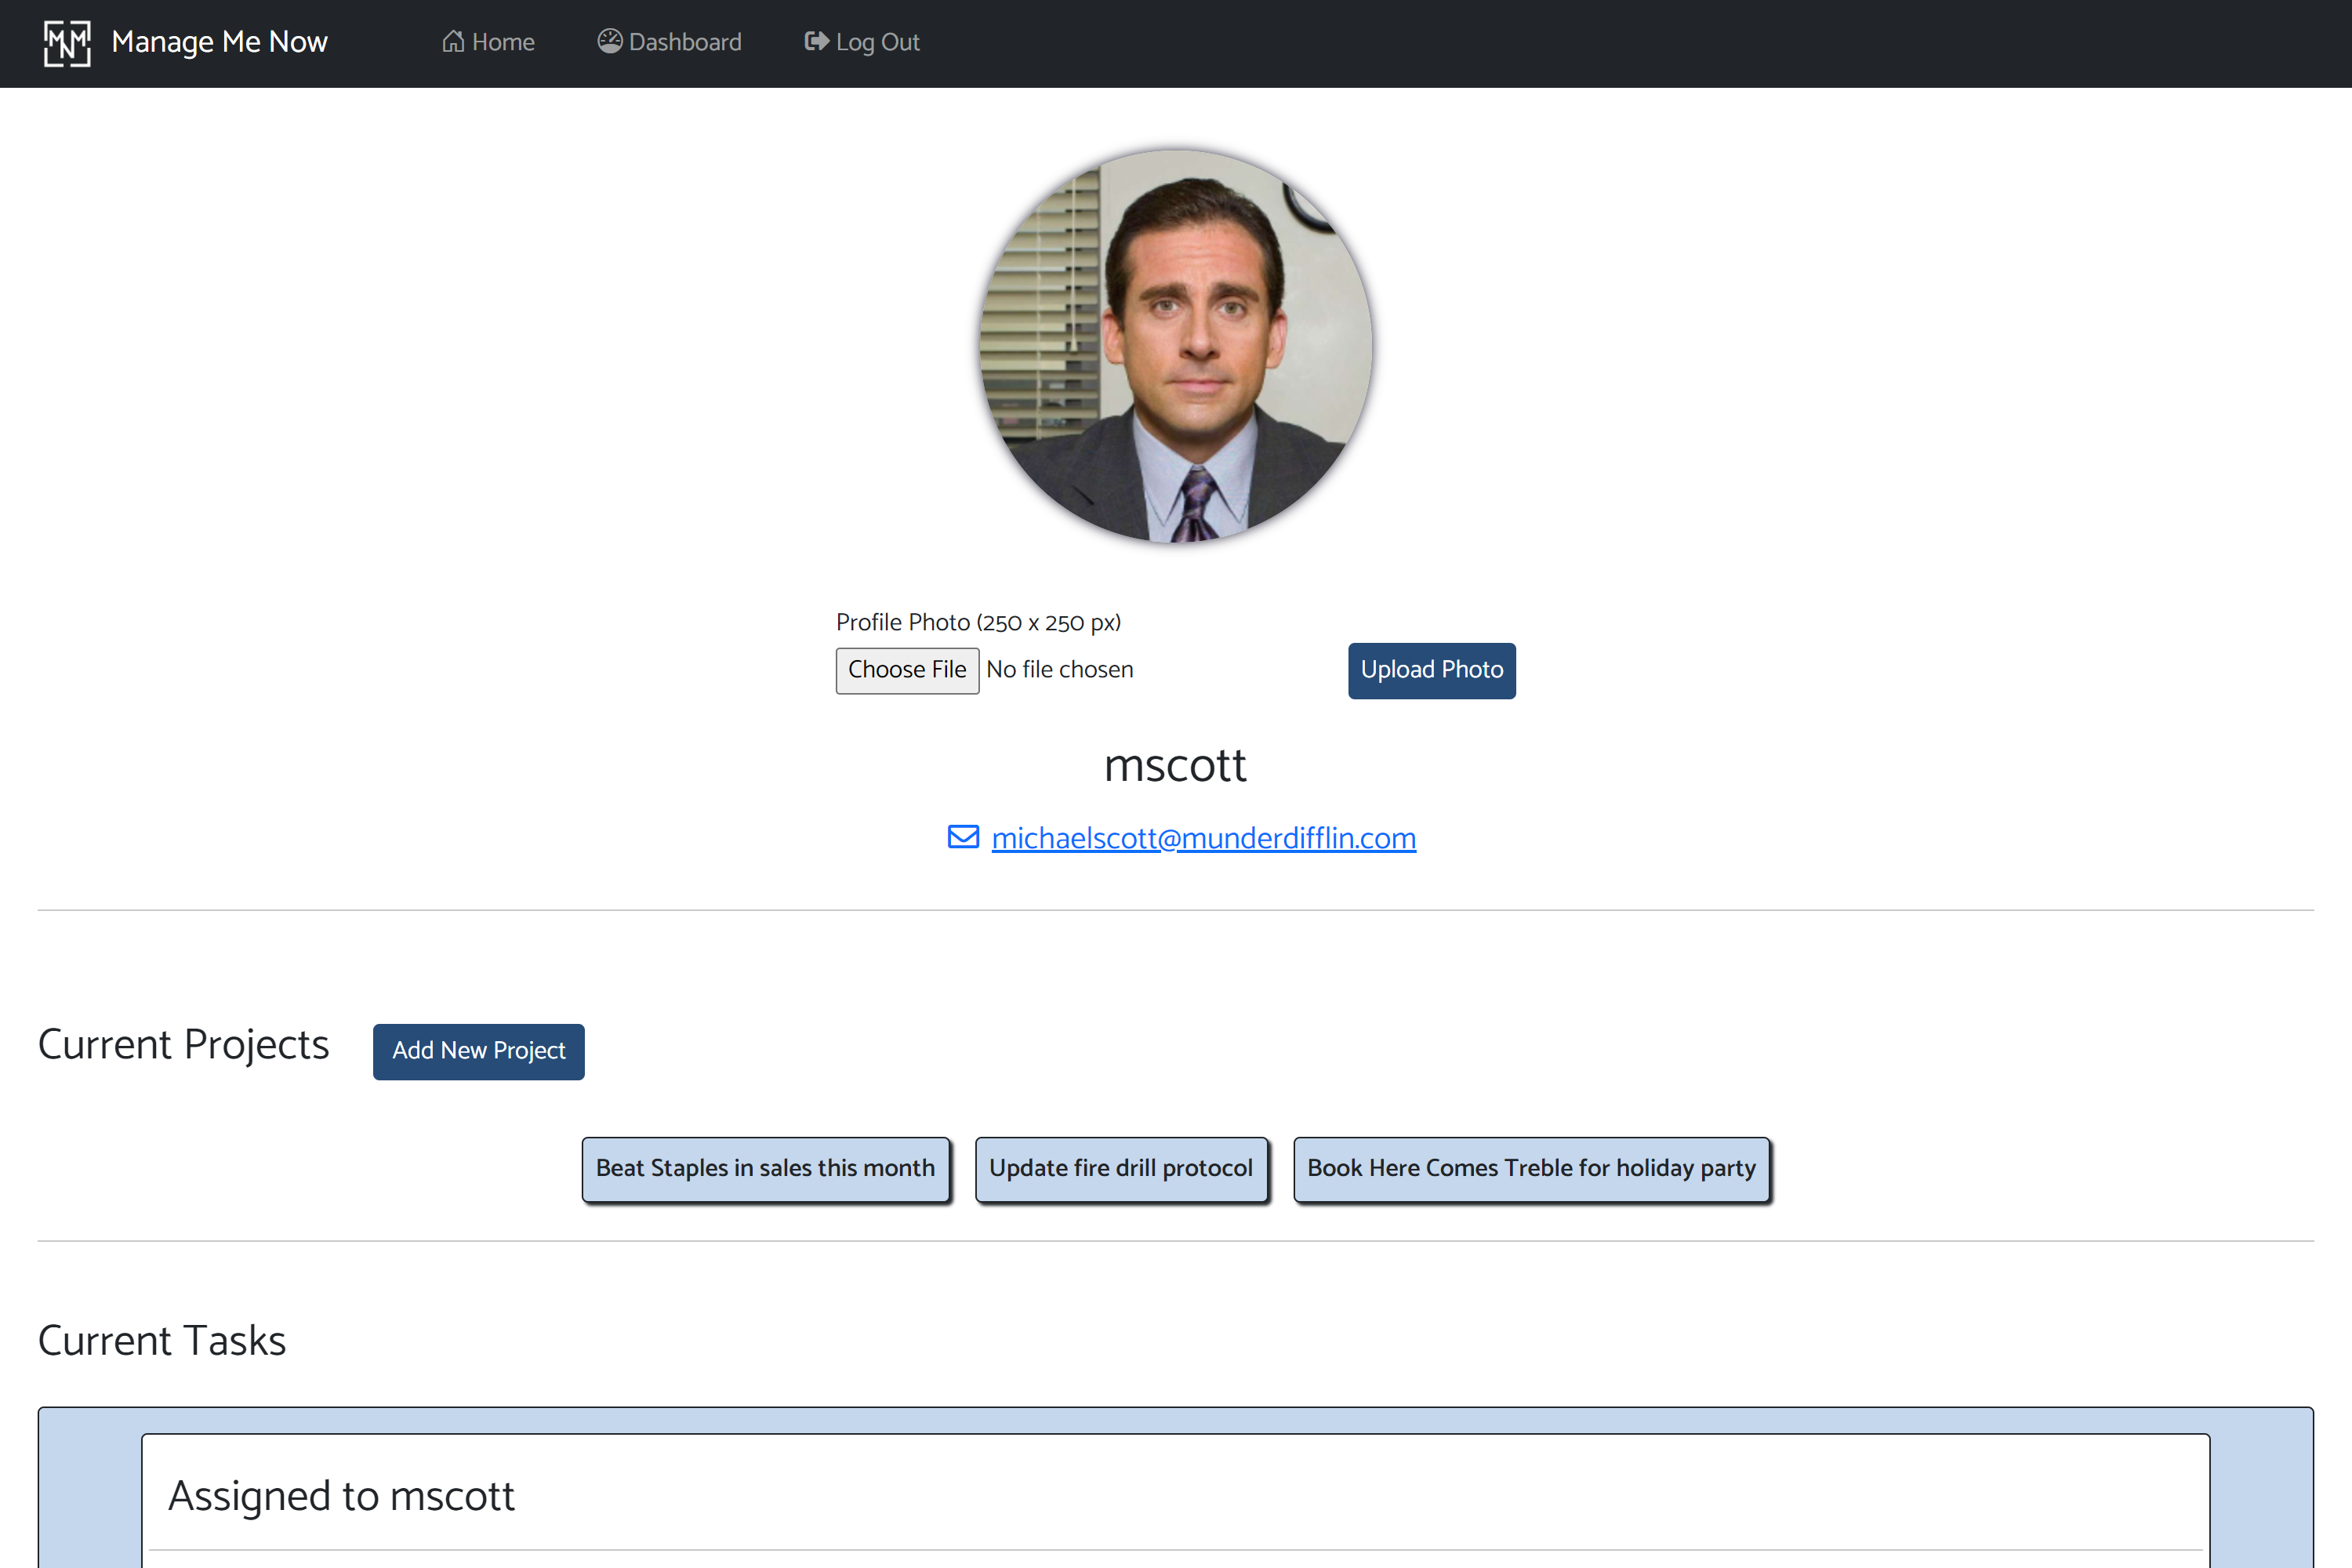 MNM Manage Me Now Home Dashboard Log Out
Profile Photo (250 x 250 px)
Choose File No file chosen Upload Photo
mscott
michaelscott@munderdifflin.com
Current Projects Add New Project
Beat Staples in sales this month Update fire drill protocol Book Here Comes Treble for holiday party
Current Tasks
Assigned to mscott